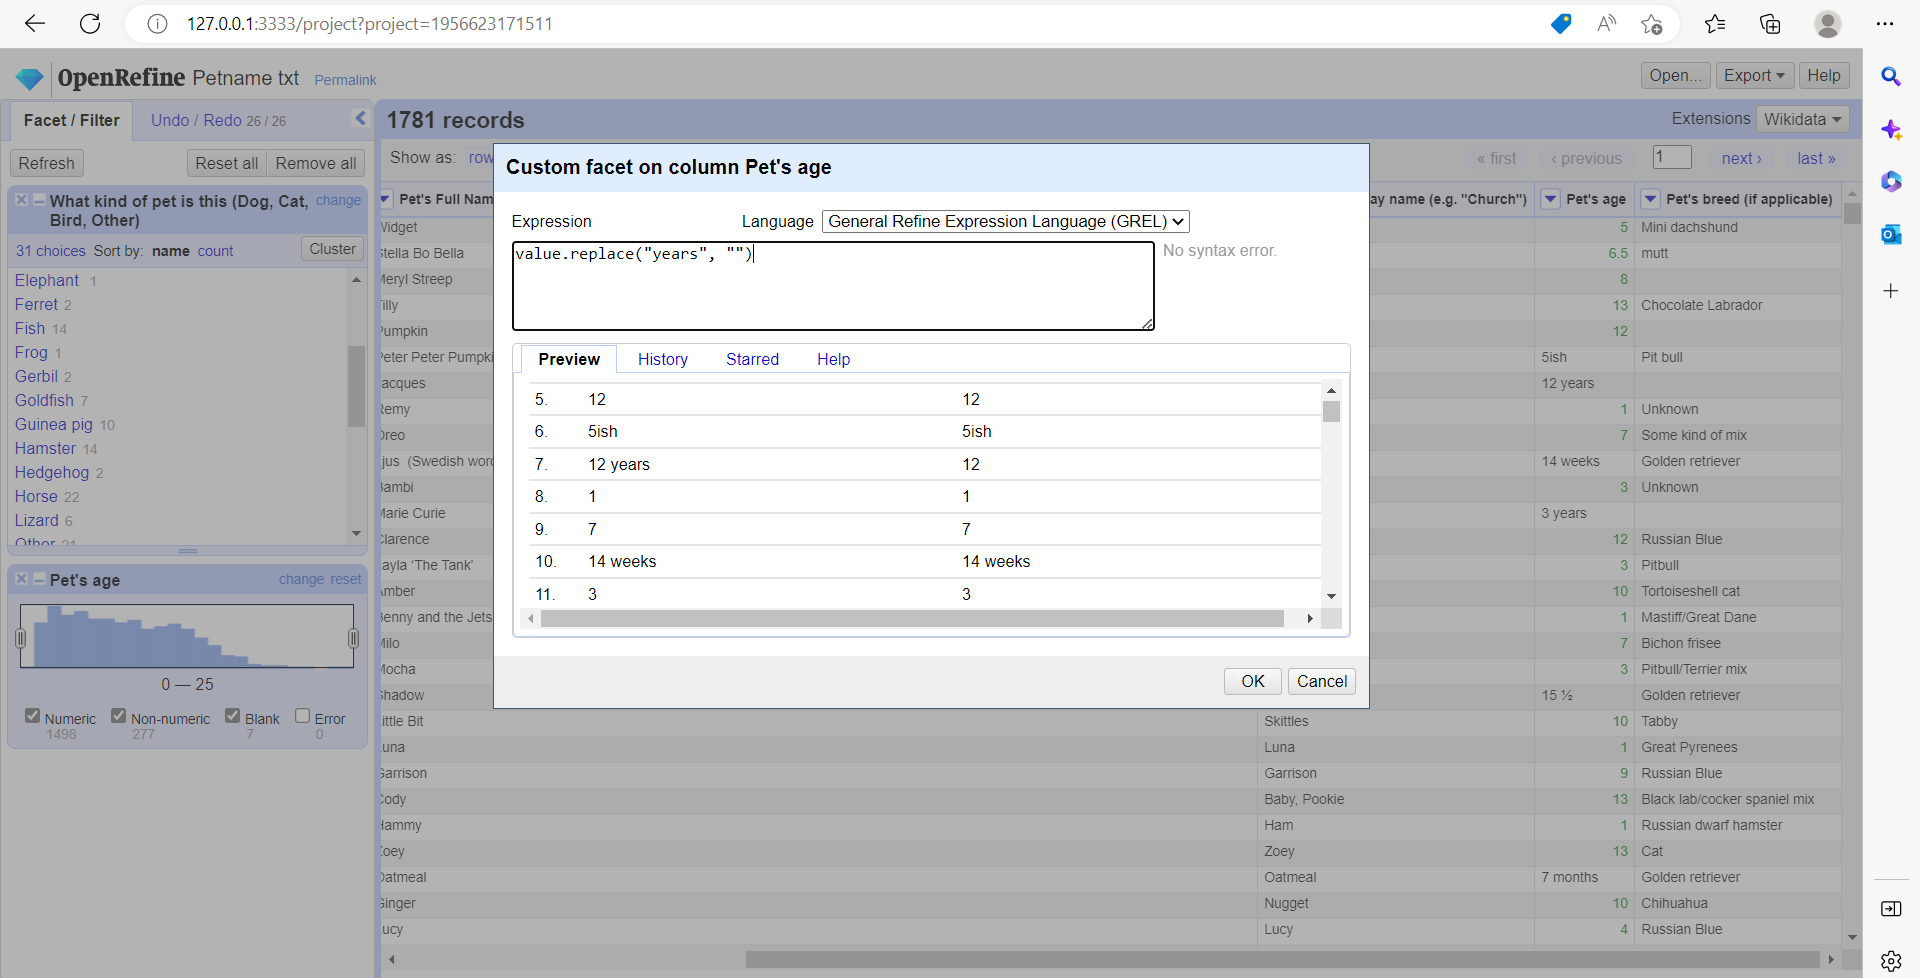 127.0.0.1:3333/project?project=1956623171511
OpenRefine Petname txt Permalink
Open... Export Help
Facet / Filter Undo / Redo 26 / 26
1781 records
Extensions Wikidata
Refresh Reset all Remove all
Show as: row
« first ‹ previous 1 next › last »
What kind of pet is this (Dog, Cat, Bird, Other) change
31 choices Sort by: name count Cluster
Elephant 1
Ferret 2
Fish 14
Frog 1
Gerbil 2
Goldfish 7
Guinea pig 10
Hamster 14
Hedgehog 2
Horse 22
Lizard 6
Other 21
Pet's age change reset
0 — 25
Numeric Non-numeric Blank Error
1498 277 7 0
Custom facet on column Pet's age
Expression Language General Refine Expression Language (GREL)
value.replace("years", "")
No syntax error.
Preview History Starred Help
5. 12 12
6. 5ish 5ish
7. 12 years 12
8. 1 1
9. 7 7
10. 14 weeks 14 weeks
11. 3 3
OK Cancel
Pet's Full Nam ay name (e.g. "Church") Pet's age Pet's breed (if applicable)
Widget 5 Mini dachshund
Stella Bo Bella 6.5 mutt
Meryl Streep 8
illy 13 Chocolate Labrador
Pumpkin 12
Peter Peter Pumpki 5ish Pit bull
acques 12 years
Remy 1 Unknown
Oreo 7 Some kind of mix
jus (Swedish word 14 weeks Golden retriever
Bambi 3 Unknown
Marie Curie 3 years
Clarence 12 Russian Blue
ayla ‘The Tank’ 3 Pitbull
Amber 10 Tortoiseshell cat
Benny and the Jets 1 Mastiff/Great Dane
Milo 7 Bichon frisee
Mocha 3 Pitbull/Terrier mix
Shadow 15 ½ Golden retriever
Little Bit Skittles 10 Tabby
Luna Luna 1 Great Pyrenees
Garrison Garrison 9 Russian Blue
Cody Baby, Pookie 13 Black lab/cocker spaniel mix
Hammy Ham 1 Russian dwarf hamster
Zoey Zoey 13 Cat
Oatmeal Oatmeal 7 months Golden retriever
Ginger Nugget 10 Chihuahua
Lucy Lucy 4 Russian Blue